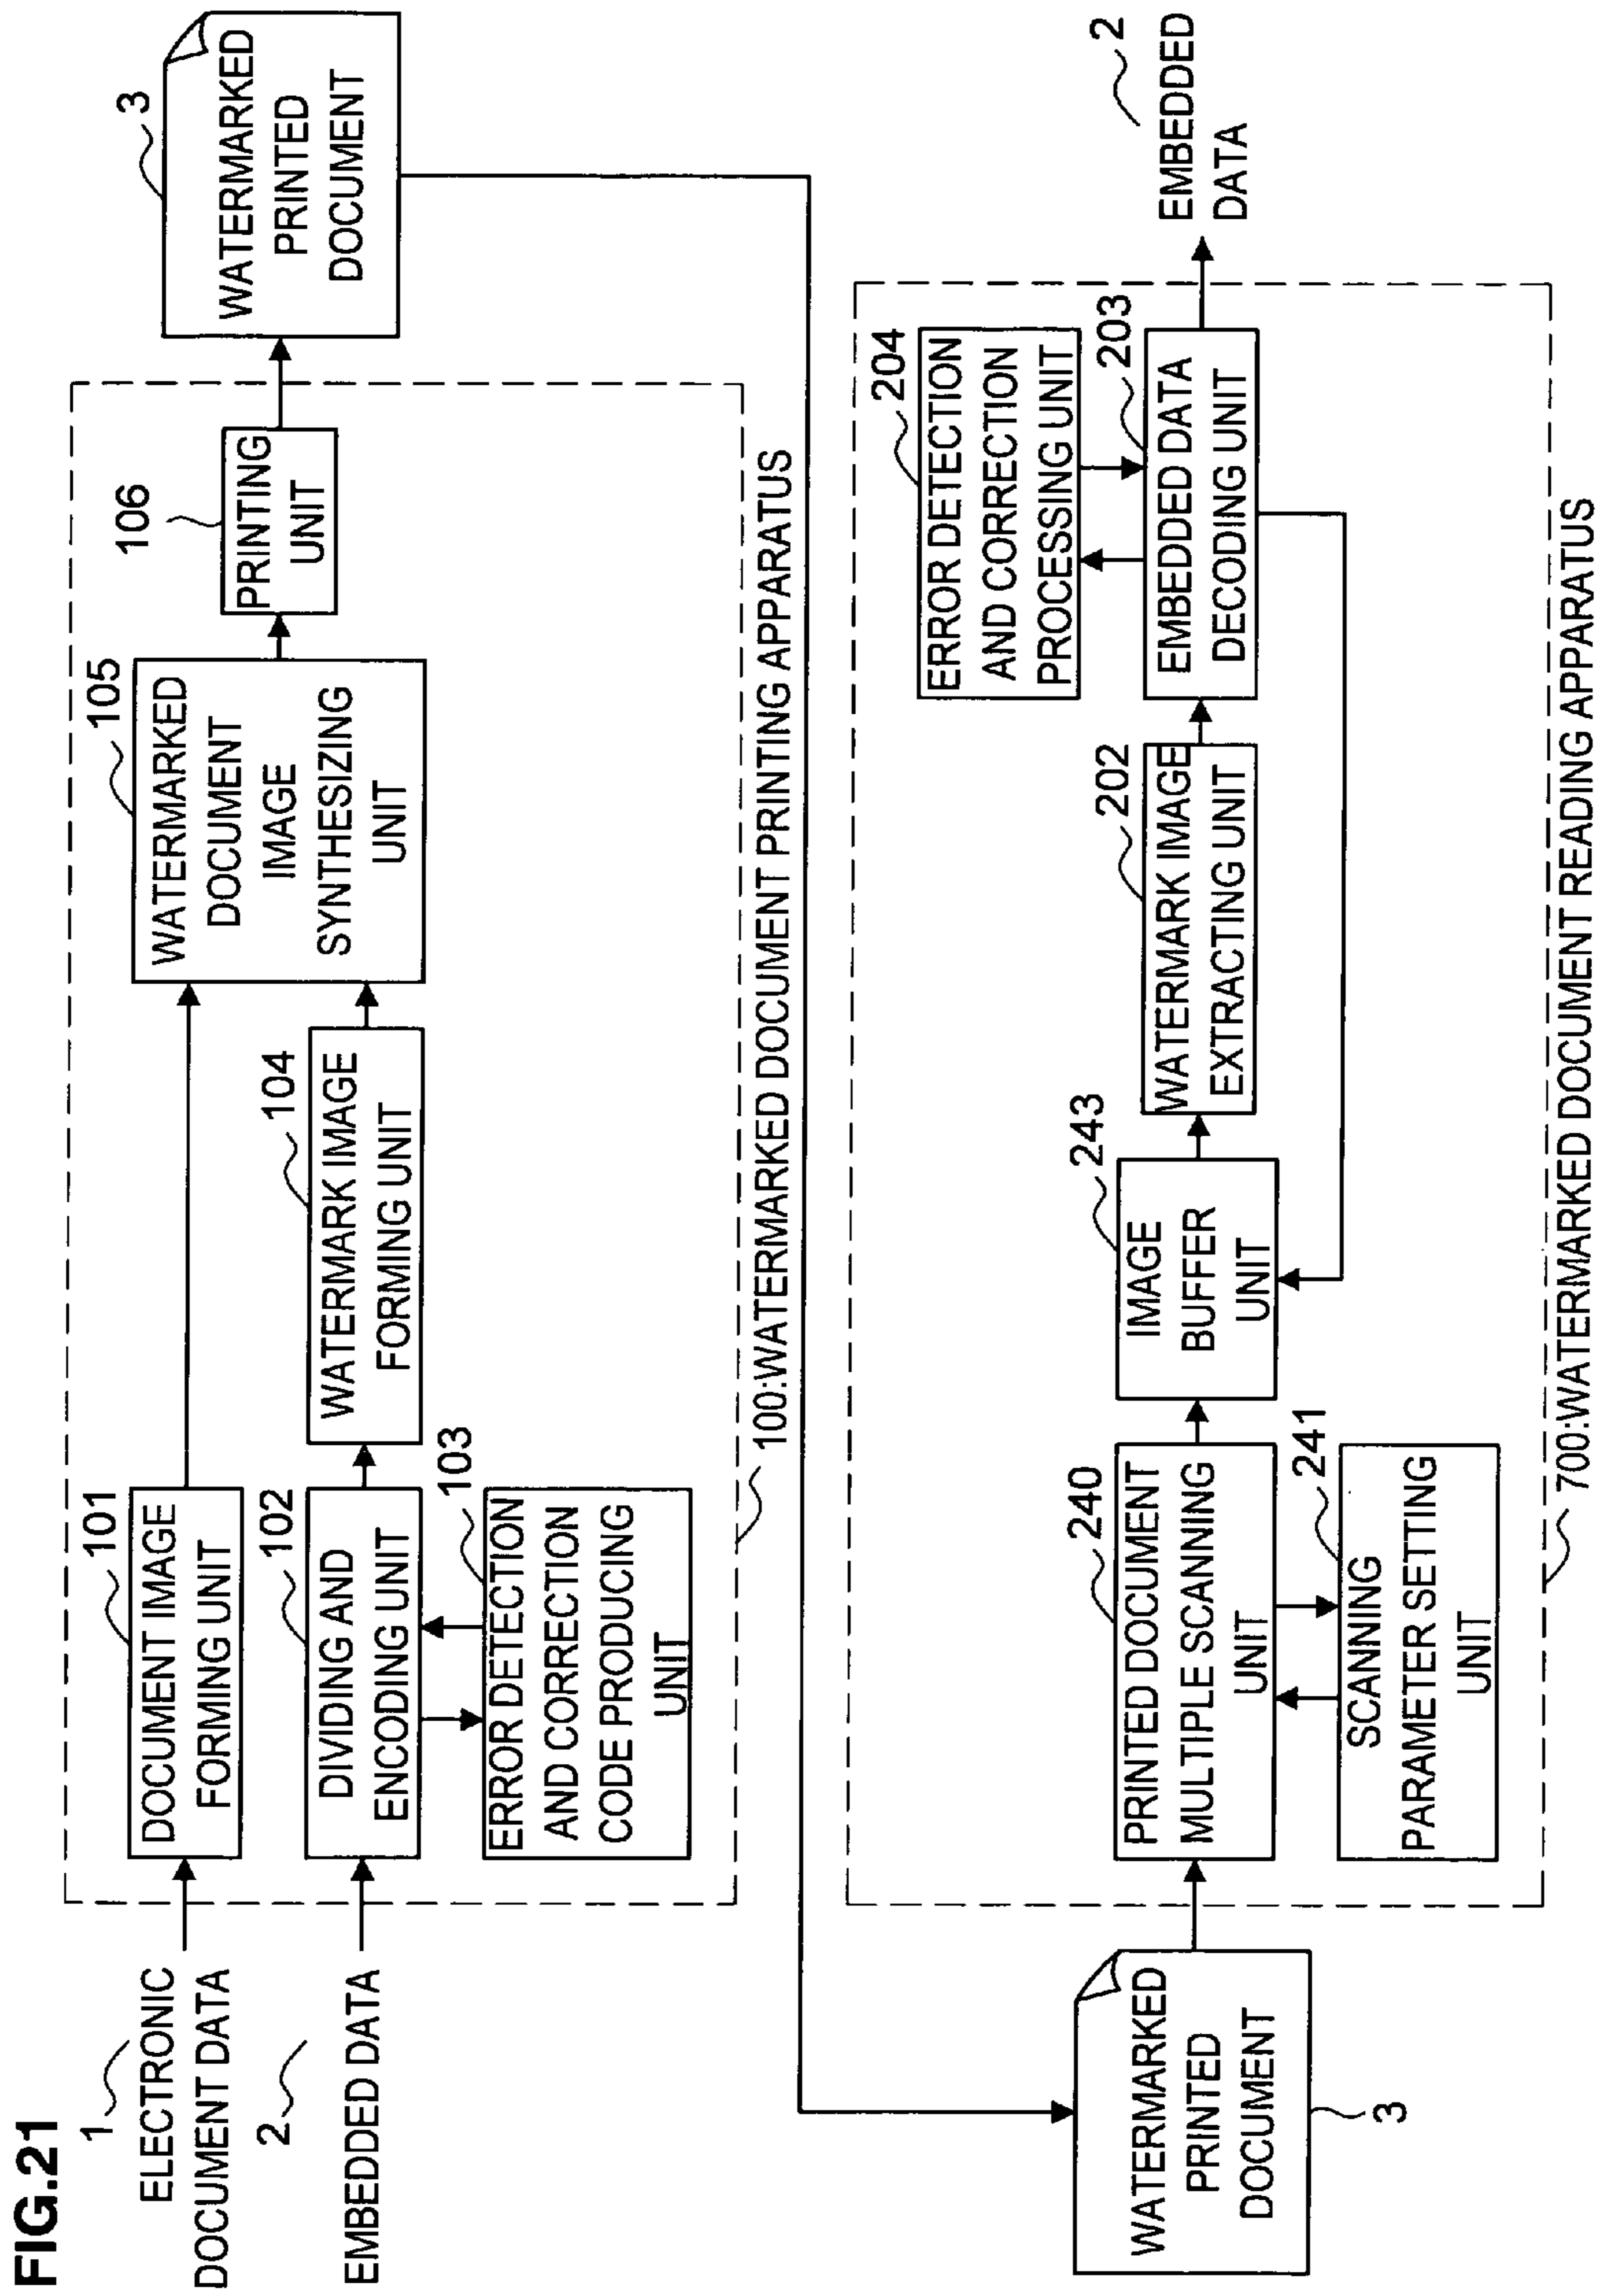 FIG.21
1
ELECTRONIC
DOCUMENT DATA
2
EMBEDDED DATA
101
DOCUMENT IMAGE
FORMING UNIT
102
DIVIDING AND
ENCODING UNIT
103
ERROR DETECTION
AND CORRECTION
CODE PRODUCING
UNIT
104
WATERMARK IMAGE
FORMING UNIT
105
WATERMARKED
DOCUMENT
IMAGE
SYNTHESIZING
UNIT
106
PRINTING
UNIT
3
WATERMARKED
PRINTED
DOCUMENT
100:WATERMARKED DOCUMENT PRINTING APPARATUS
WATERMARKED
PRINTED
DOCUMENT
3
240
PRINTED DOCUMENT
MULTIPLE SCANNING
UNIT
241
SCANNING
PARAMETER SETTING
UNIT
243
IMAGE
BUFFER
UNIT
202
WATERMARK IMAGE
EXTRACTING UNIT
204
ERROR DETECTION
AND CORRECTION
PROCESSING UNIT
203
EMBEDDED DATA
DECODING UNIT
2
EMBEDDED
DATA
700:WATERMARKED DOCUMENT READING APPARATUS